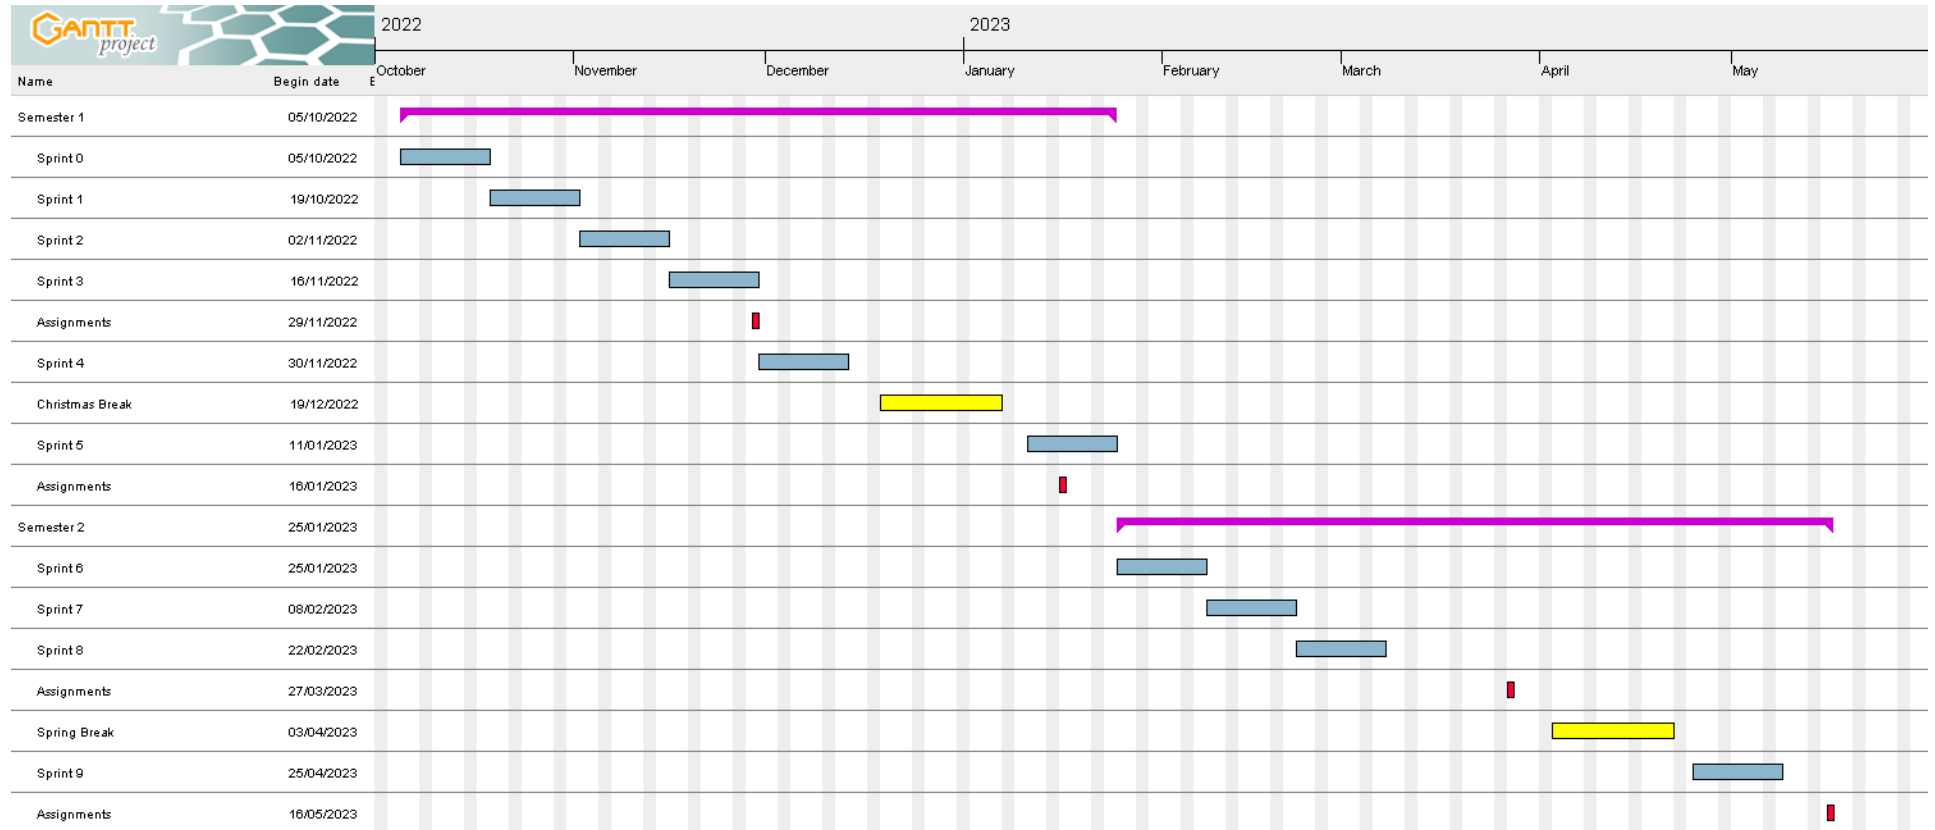 GANTT
project
2022 2023
October November December January February March April May
Name Begin date E
Semester 1 05/10/2022
Sprint 0 05/10/2022
Sprint 1 19/10/2022
Sprint 2 02/11/2022
Sprint 3 16/11/2022
Assignments 29/11/2022
Sprint 4 30/11/2022
Christmas Break 19/12/2022
Sprint 5 11/01/2023
Assignments 16/01/2023
Semester 2 25/01/2023
Sprint 6 25/01/2023
Sprint 7 08/02/2023
Sprint 8 22/02/2023
Assignments 27/03/2023
Spring Break 03/04/2023
Sprint 9 25/04/2023
Assignments 16/05/2023